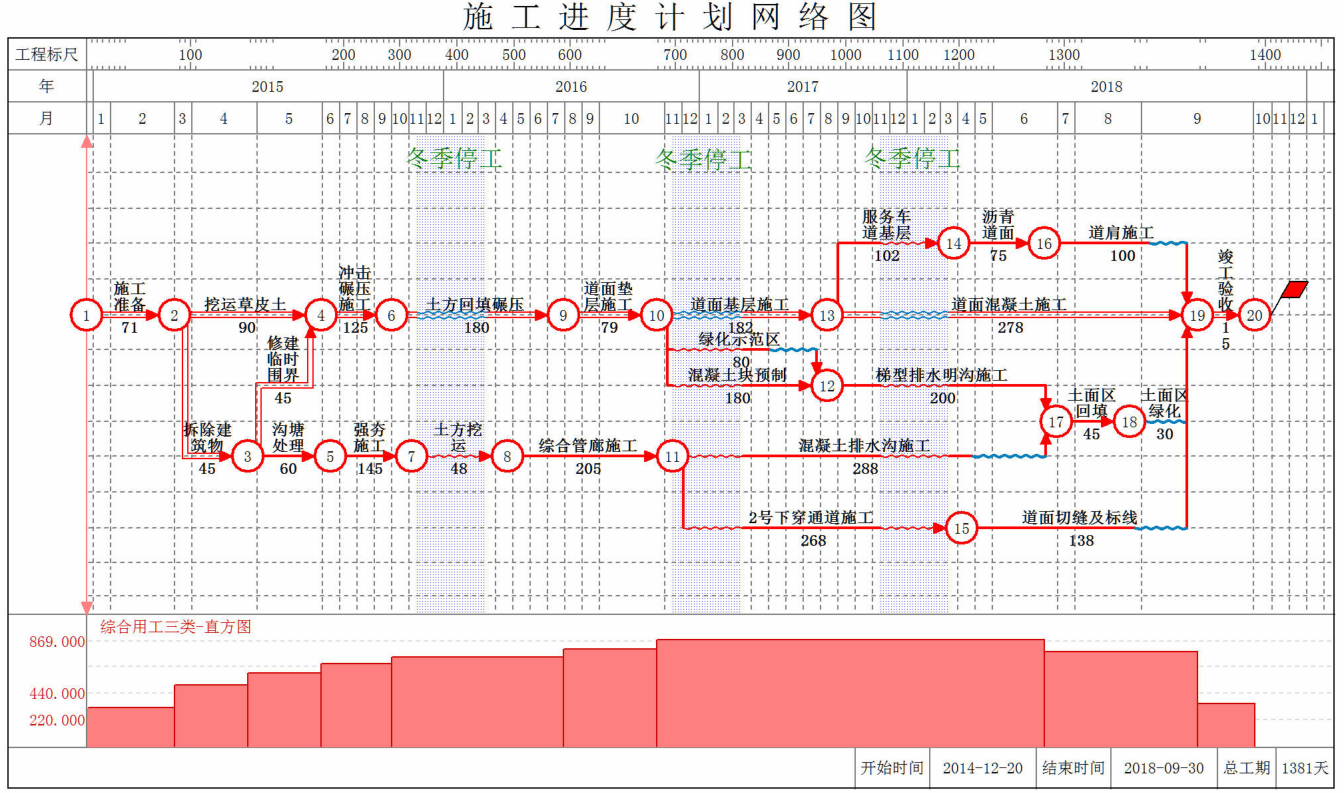 施工进度计划网络图
工程标尺 100 200 300 400 500 600 700 800 900 1000 1100 1200 1300 1400
年 2015 2016 2017 2018
月 1 2 3 4 5 6 7 8 9 10 11 12 1 2 3 4 5 6 7 8 9 10 11 12 1 2 3 4 5 6 7 8 9 10 11 12 1 2 3 4 5 6 7 8 9 10 11 12 1
冬季停工 冬季停工 冬季停工
服务车
道基层
102
14
沥青
道面
75
16
道肩施工
100
1
施工
准备
71
2
挖运草皮土
90
4
冲击
碾压
施工
125
6
土方回填碾压
180
9
道面垫
层施工
79
10
道面基层施工
182
13
道面混凝土施工
278
19
竣
工
验
收
1
5
20
绿化示范区
80
修建
临时
围界
45
混凝土块预制
180
12
梯型排水明沟施工
200
17
土面区
回填
45
18
土面区
绿化
30
拆除建
筑物
45
3
沟塘
处理
60
5
强夯
施工
145
7
土方挖
运
48
8
综合管廊施工
205
11
混凝土排水沟施工
288
2号下穿通道施工
268
15
道面切缝及标线
138
综合用工三类-直方图
869.000
440.000
220.000
开始时间 2014-12-20 结束时间 2018-09-30 总工期 1381天